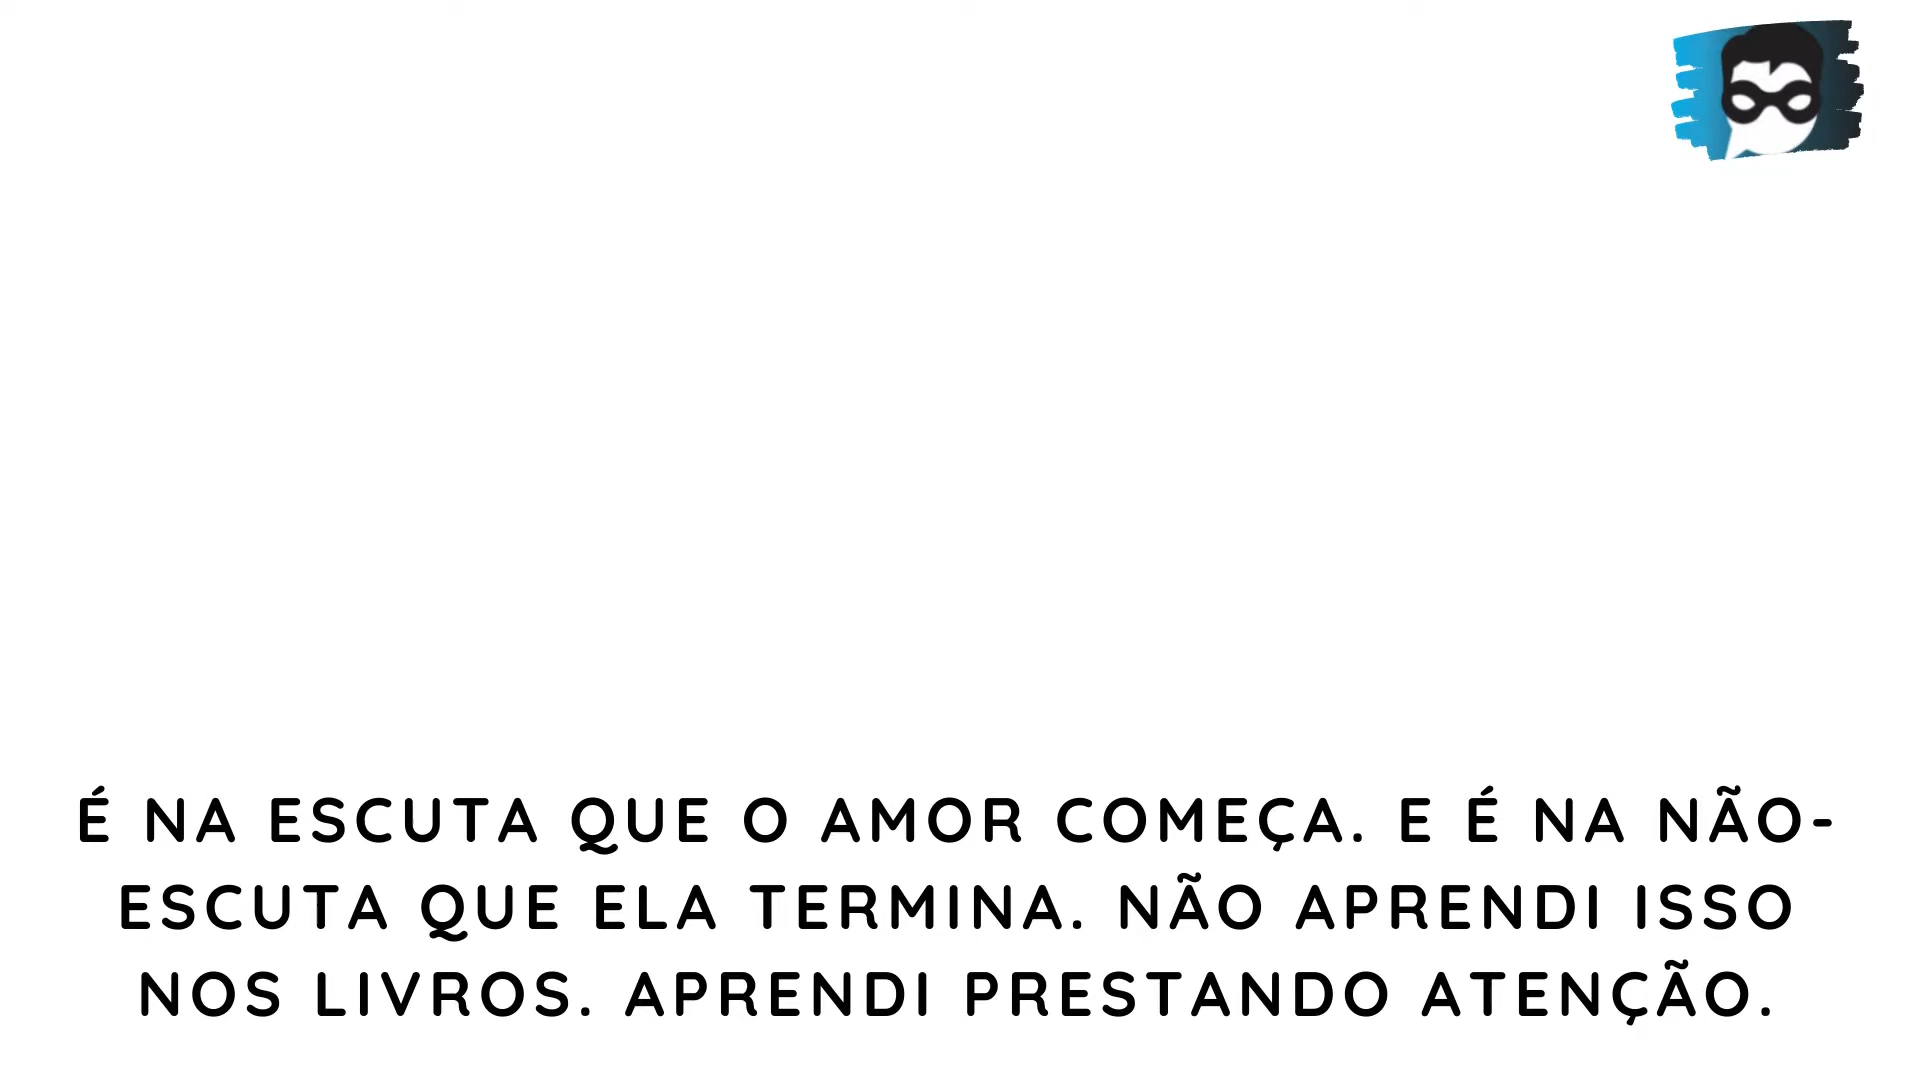 É NA ESCUTA QUE O AMOR COMEÇA. E É NA NÃO-
ESCUTA QUE ELA TERMINA. NÃO APRENDI ISSO
NOS LIVROS. APRENDI PRESTANDO ATENÇÃO.